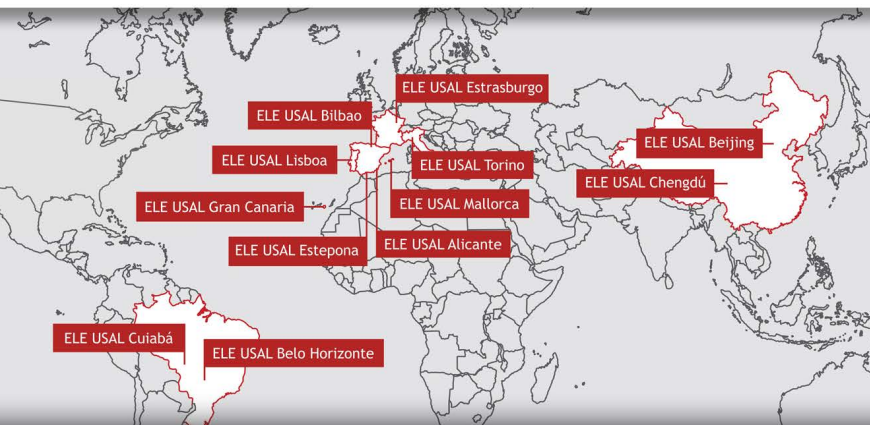 ELE USAL Estrasburgo
ELE USAL Bilbao
ELE USAL Beijing
ELE USAL Lisboa
ELE USAL Torino
ELE USAL Chengdú
ELE USAL Gran Canaria
ELE USAL Mallorca
ELE USAL Estepona
ELE USAL Alicante
ELE USAL Cuiabá
ELE USAL Belo Horizonte